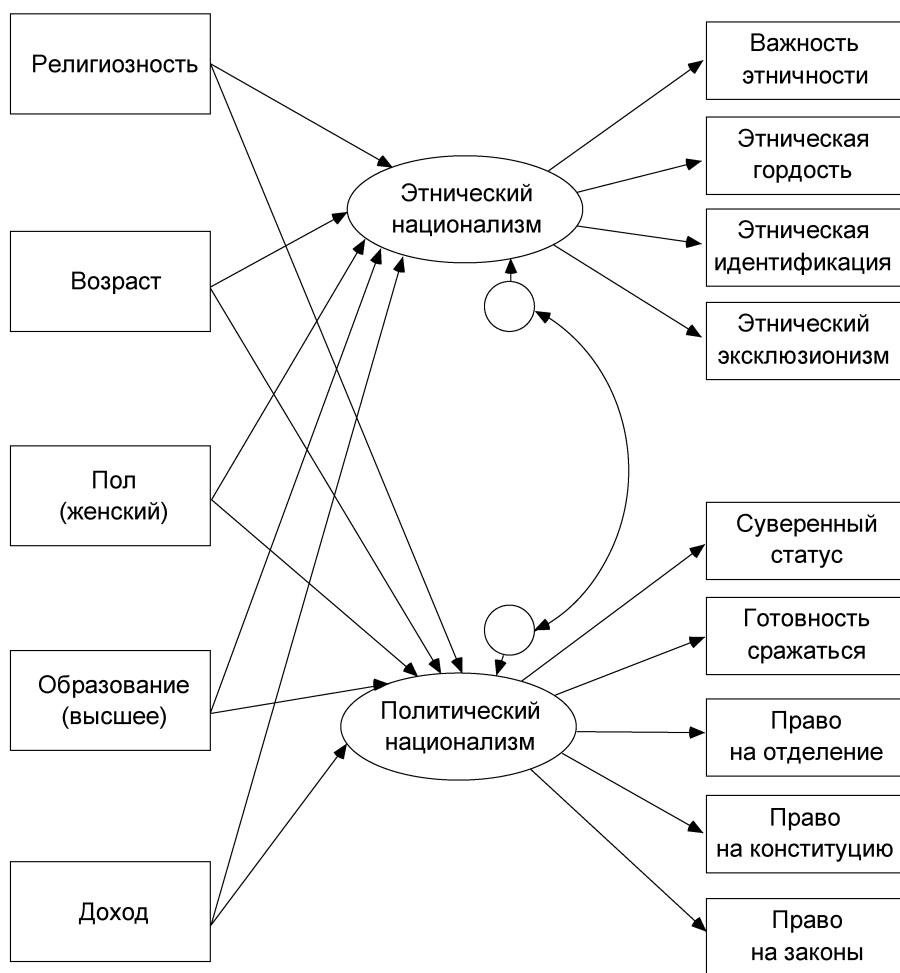 Религиозность
Возраст
Пол
(женский)
Образование
(высшее)
Доход
Этнический
национализм
Политический
национализм
Важность
этничности
Этническая
гордость
Этническая
идентификация
Этнический
эксклюзионизм
Суверенный
статус
Готовность
сражаться
Право
на отделение
Право
на конституцию
Право
на законы